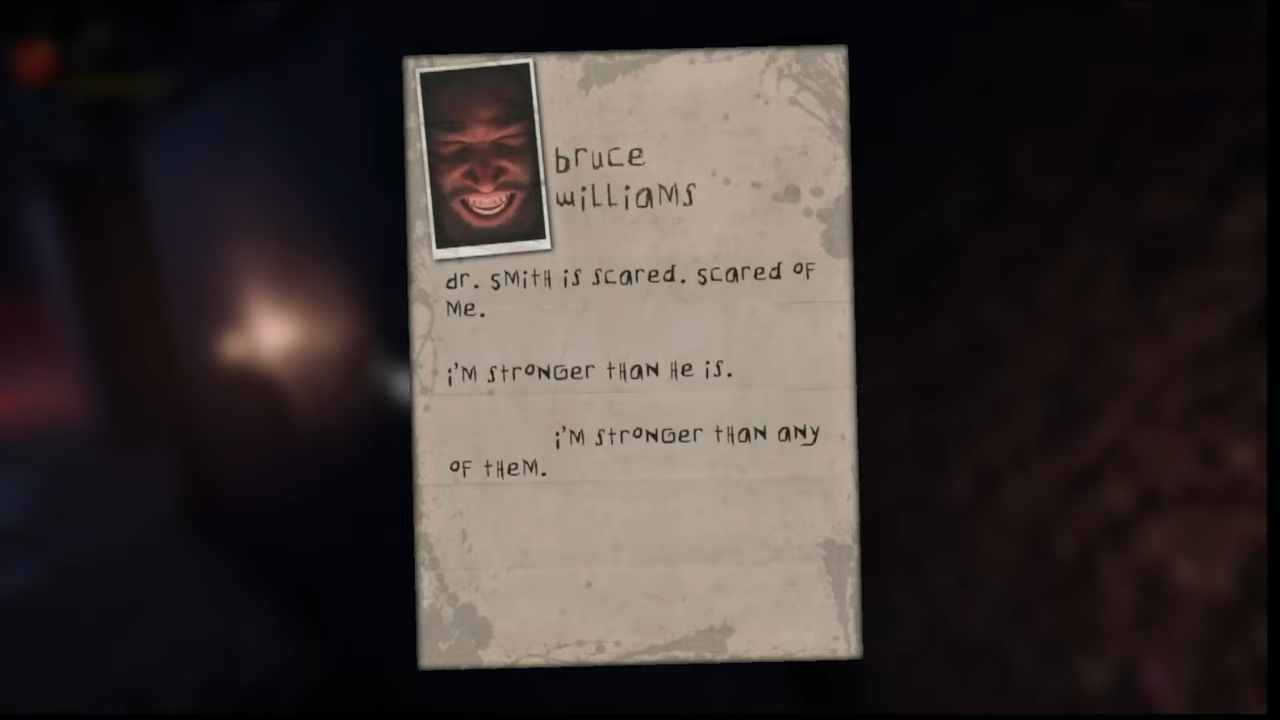 bruce
wiLLiaMS
dr. SMitH iS Scared. Scared OF
Me.
i'M StrONGer tHaN He iS.
i'M StrONGer tHaN aNy
OF tHeM.